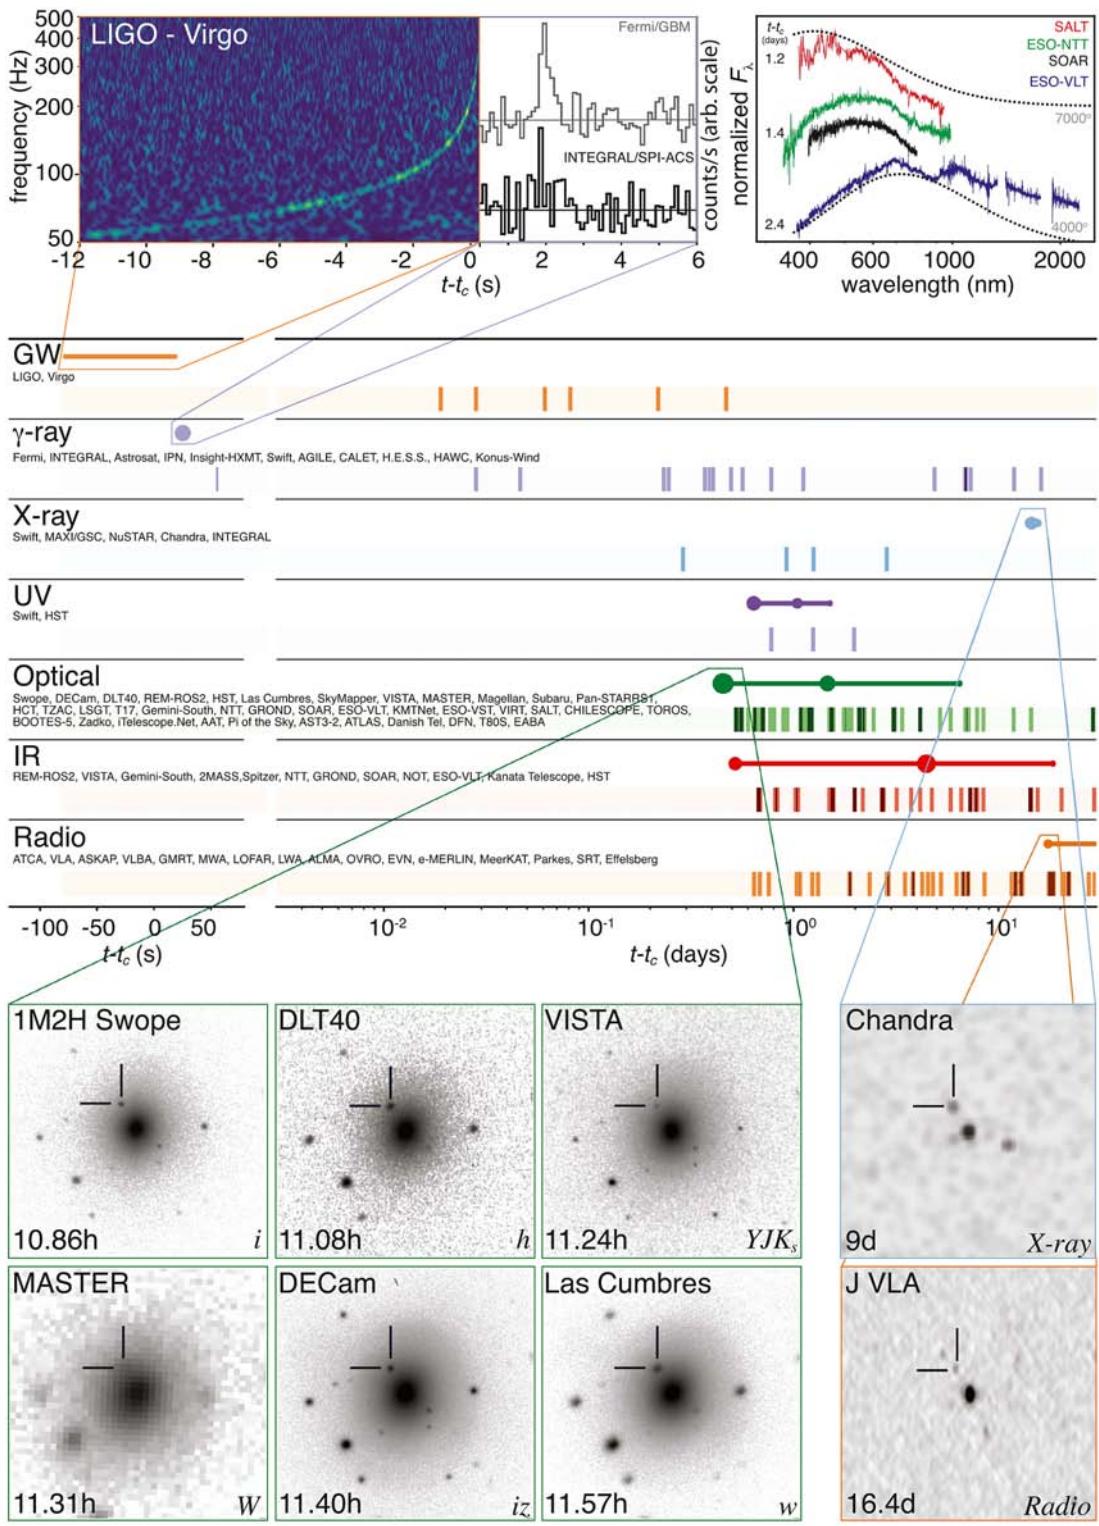 LIGO - Virgo
frequency (Hz)
500
400
300
200
100
50
-12 -10 -8 -6 -4 -2 0 2 4 6
t-tc (s)
Fermi/GBM
INTEGRAL/SPI-ACS
counts/s (arb. scale)
normalized Fλ
t-tc
(days)
1.2
1.4
2.4
SALT
ESO-NTT
SOAR
ESO-VLT
7000°
4000°
400 600 1000 2000
wavelength (nm)
GW
LIGO, Virgo
γ-ray
Fermi, INTEGRAL, Astrosat, IPN, Insight-HXMT, Swift, AGILE, CALET, H.E.S.S., HAWC, Konus-Wind
X-ray
Swift, MAXI/GSC, NuSTAR, Chandra, INTEGRAL
UV
Swift, HST
Optical
Swope, DECam, DLT40, REM-ROS2, HST, Las Cumbres, SkyMapper, VISTA, MASTER, Magellan, Subaru, Pan-STARRS1,
HCT, TZAC, LSGT, T17, Gemini-South, NTT, GROND, SOAR, ESO-VLT, KMTNet, ESO-VST, VIRT, SALT, CHILESCOPE, TOROS,
BOOTES-5, Zadko, iTelescope.Net, AAT, Pi of the Sky, AST3-2, ATLAS, Danish Tel, DFN, T80S, EABA
IR
REM-ROS2, VISTA, Gemini-South, 2MASS,Spitzer, NTT, GROND, SOAR, NOT, ESO-VLT, Kanata Telescope, HST
Radio
ATCA, VLA, ASKAP, VLBA, GMRT, MWA, LOFAR, LWA, ALMA, OVRO, EVN, e-MERLIN, MeerKAT, Parkes, SRT, Effelsberg
-100 -50 0 50 10-2 10-1 100 101
t-tc (s) t-tc (days)
1M2H Swope
10.86h i
DLT40
11.08h h
VISTA
11.24h YJKs
Chandra
9d X-ray
MASTER
11.31h W
DECam
11.40h iz
Las Cumbres
11.57h w
J VLA
16.4d Radio